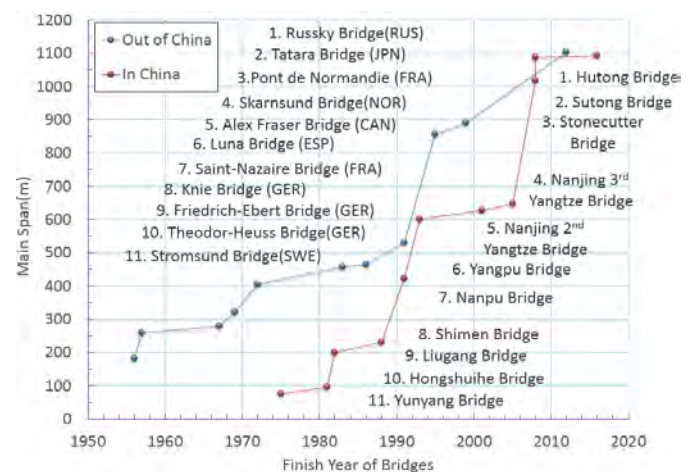 1200
1100
1000
900
800
700
600
500
400
300
200
100
0
Main Span(m)
Out of China
In China
1. Russky Bridge(RUS)
2. Tatara Bridge (JPN)
3.Pont de Normandie (FRA)
4. Skarnsund Bridge(NOR)
5. Alex Fraser Bridge (CAN)
6. Luna Bridge (ESP)
7. Saint-Nazaire Bridge (FRA)
8. Knie Bridge (GER)
9. Friedrich-Ebert Bridge (GER)
10. Theodor-Heuss Bridge(GER)
11. Stromsund Bridge(SWE)
1. Hutong Bridge
2. Sutong Bridge
3. Stonecutter
Bridge
4. Nanjing 3rd
Yangtze Bridge
5. Nanjing 2nd
Yangtze Bridge
6. Yangpu Bridge
7. Nanpu Bridge
8. Shimen Bridge
9. Liugang Bridge
10. Hongshuihe Bridge
11. Yunyang Bridge
1950 1960 1970 1980 1990 2000 2010 2020
Finish Year of Bridges